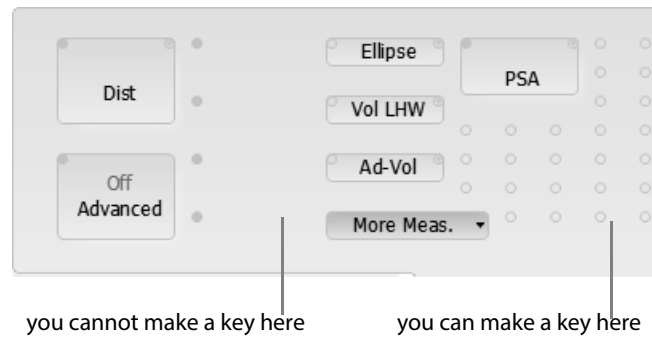 Ellipse
PSA
Dist
Vol LHW
Ad-Vol
Off
Advanced
More Meas.
you cannot make a key here
you can make a key here